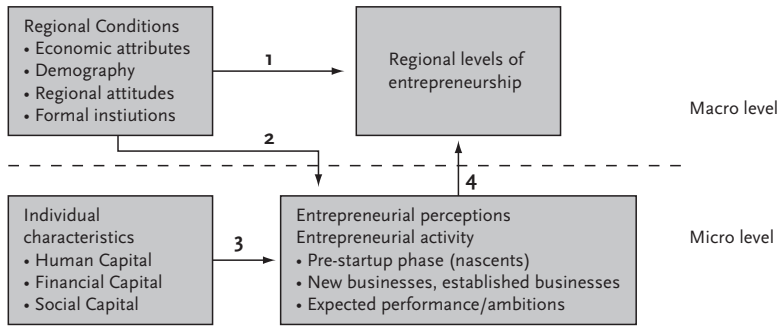 Regional Conditions
• Economic attributes
• Demography
• Regional attitudes
• Formal instiutions
1
Regional levels of
entrepreneurship
Macro level
2
4
Individual
characteristics
• Human Capital
• Financial Capital
• Social Capital
3
Entrepreneurial perceptions
Entrepreneurial activity
• Pre-startup phase (nascents)
• New businesses, established businesses
• Expected performance/ambitions
Micro level